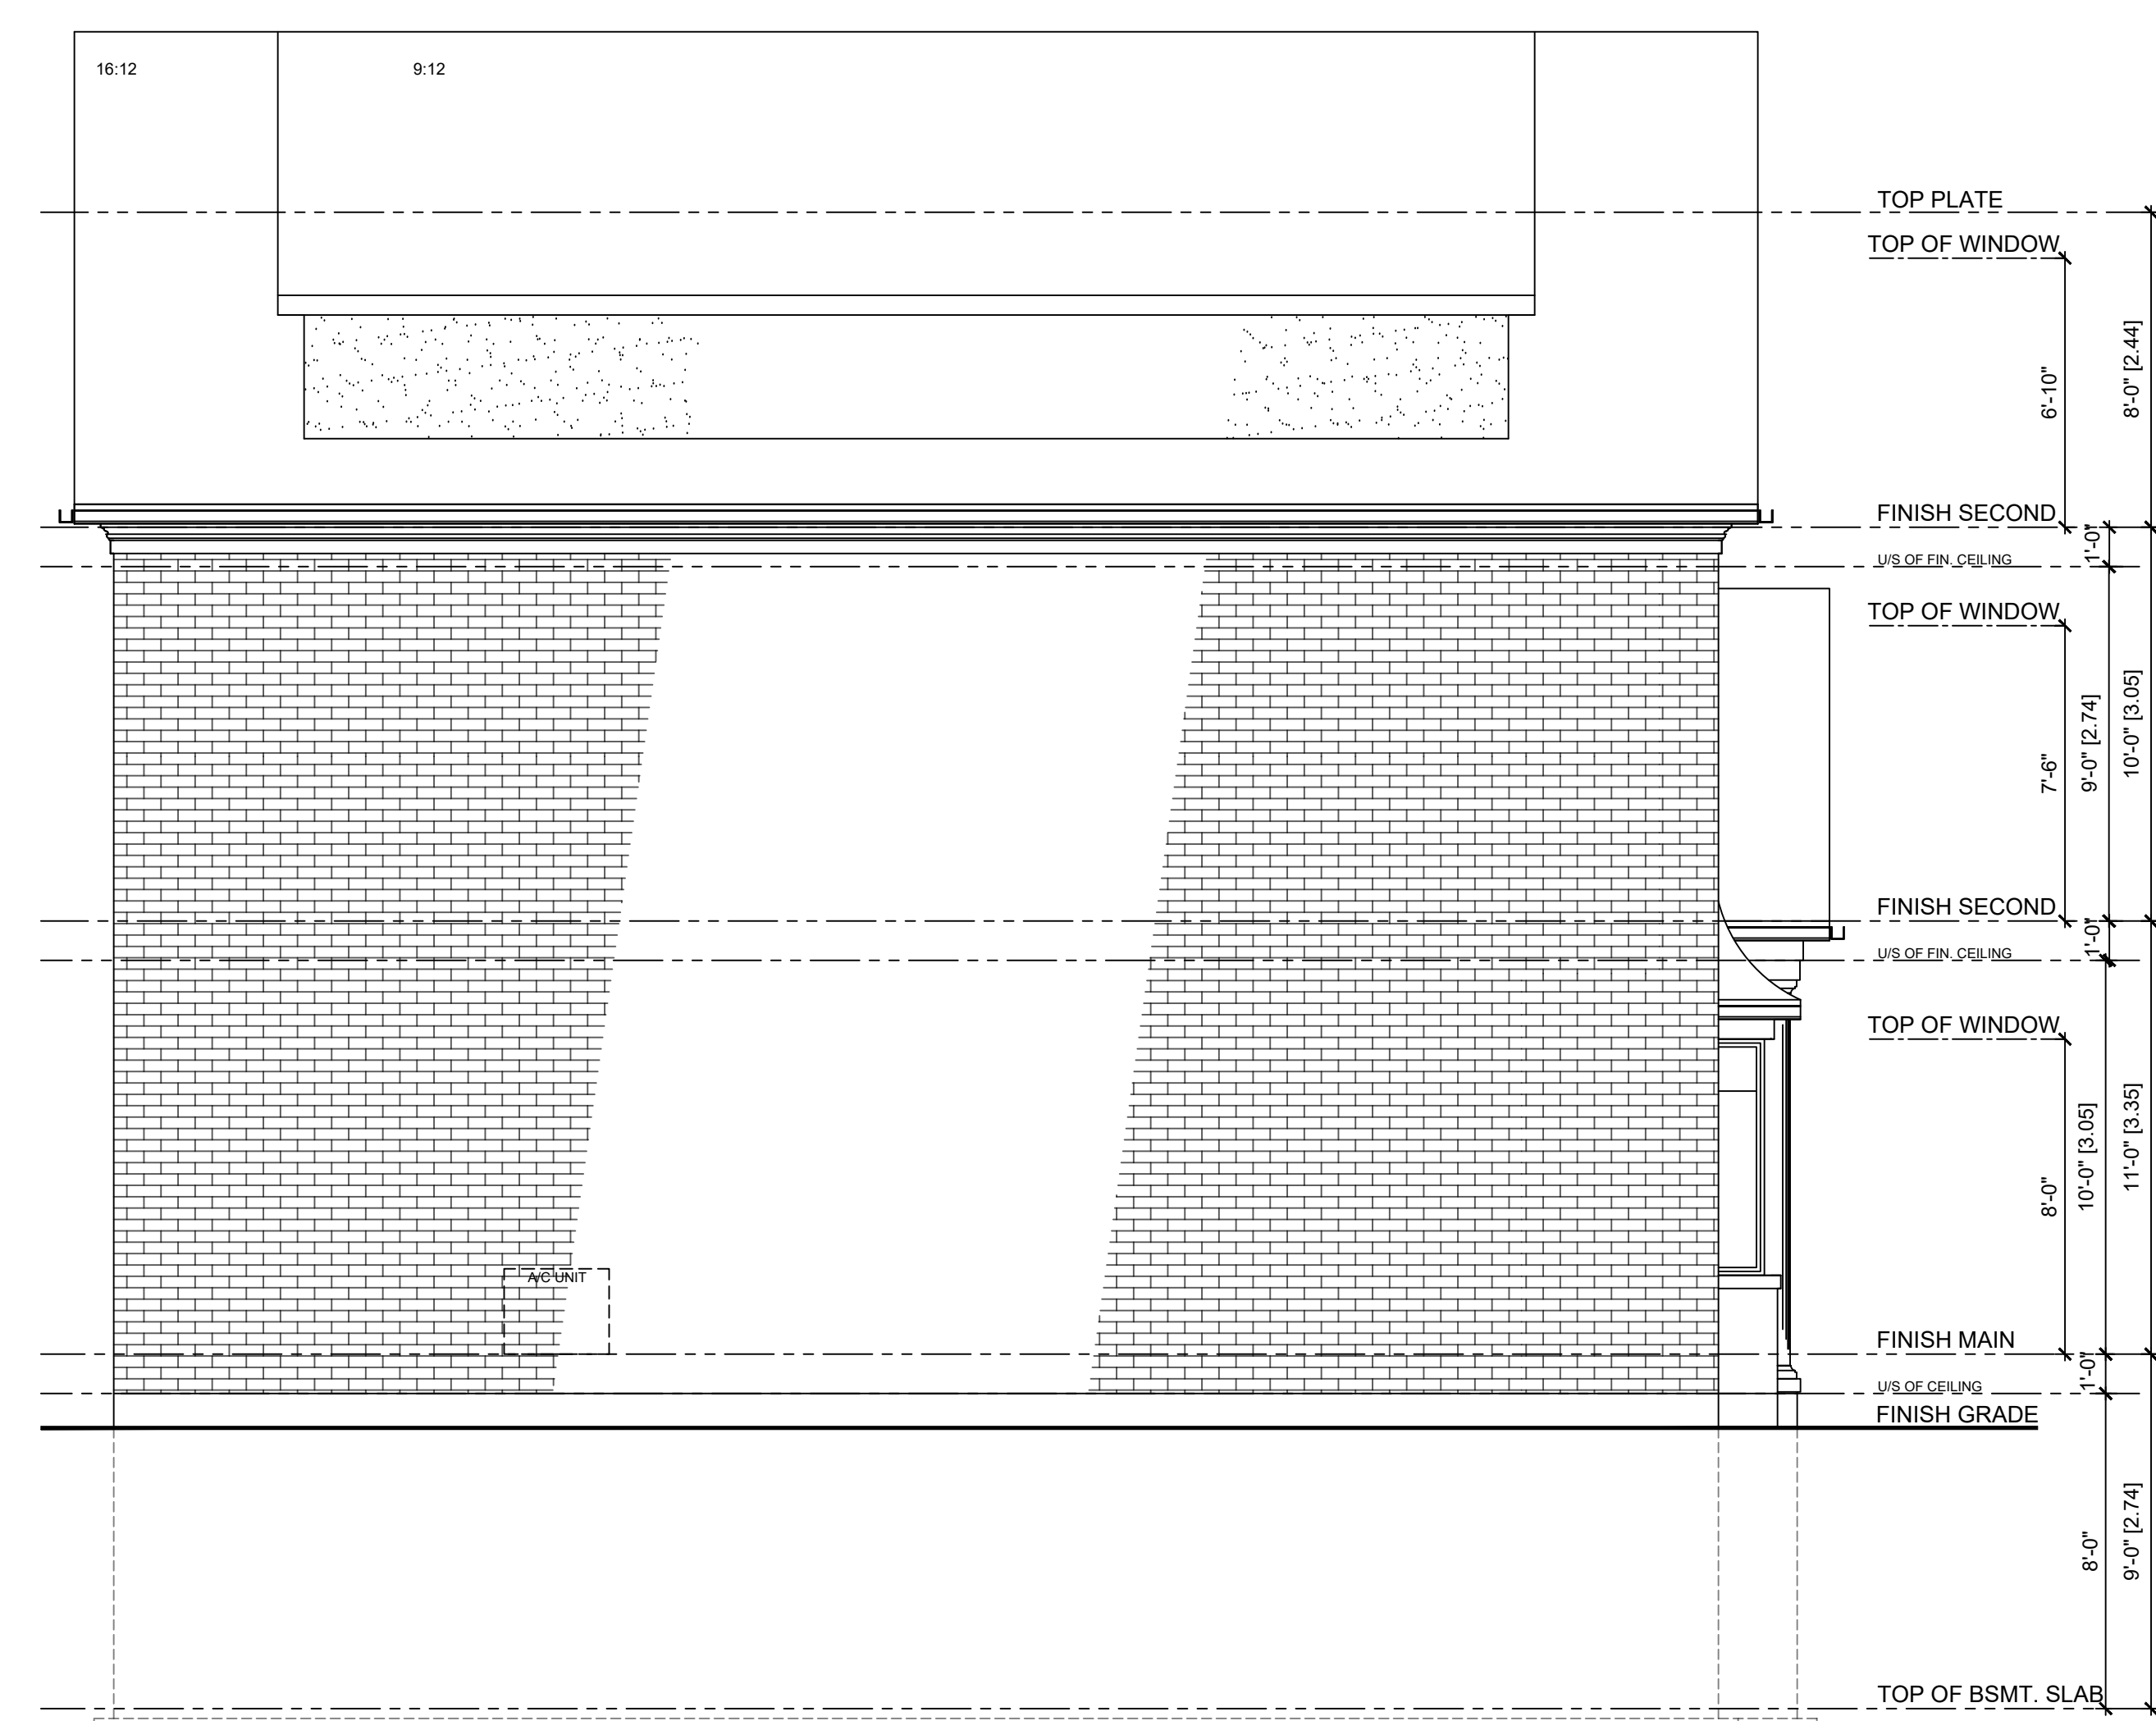 16:12
9:12
TOP PLATE
TOP OF WINDOW
6'-10"
8'-0" [2.44]
FINISH SECOND
1'-0"
U/S OF FIN. CEILING
TOP OF WINDOW
7'-6"
9'-0" [2.74]
10'-0" [3.05]
FINISH SECOND
1'-0"
U/S OF FIN. CEILING
TOP OF WINDOW
8'-0"
10'-0" [3.05]
11'-0" [3.35]
A/C UNIT
FINISH MAIN
1'-0"
U/S OF CEILING
FINISH GRADE
8'-0"
9'-0" [2.74]
TOP OF BSMT. SLAB